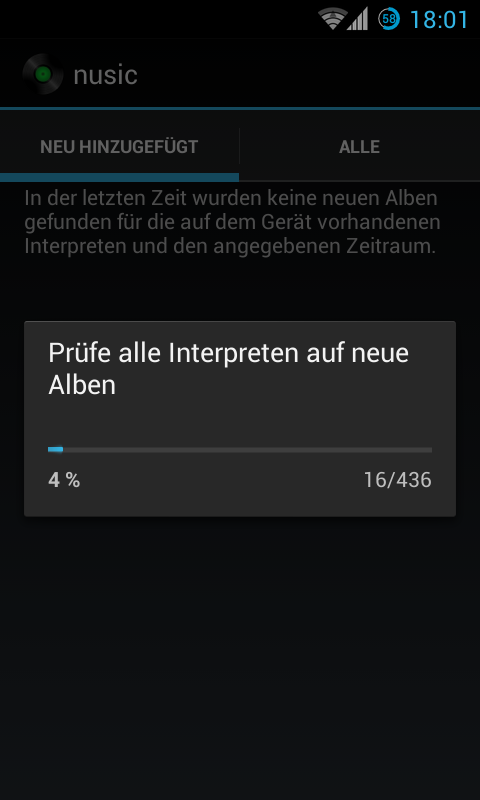 58 18:01
nusic
NEU HINZUGEFÜGT ALLE
In der letzten Zeit wurden keine neuen Alben
gefunden für die auf dem Gerät vorhandenen
Interpreten und den angegebenen Zeitraum.
Prüfe alle Interpreten auf neue
Alben
4 % 16/436